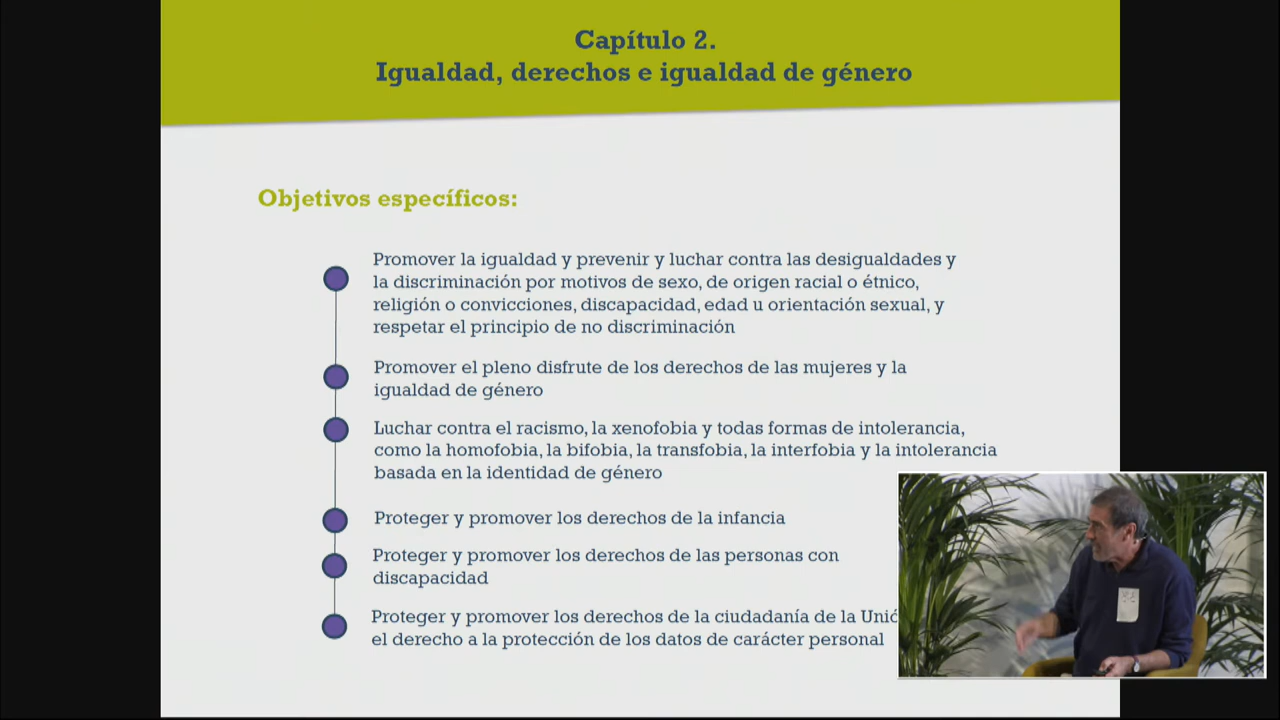 Capítulo 2.
Igualdad, derechos e igualdad de género
Objetivos específicos:
Promover la igualdad y prevenir y luchar contra las desigualdades y
la discriminación por motivos de sexo, de origen racial o étnico,
religión o convicciones, discapacidad, edad u orientación sexual, y
respetar el principio de no discriminación
Promover el pleno disfrute de los derechos de las mujeres y la
igualdad de género
Luchar contra el racismo, la xenofobia y todas formas de intolerancia,
como la homofobia, la bifobia, la transfobia, la interfobia y la intolerancia
basada en la identidad de género
Proteger y promover los derechos de la infancia
Proteger y promover los derechos de las personas con
discapacidad
Proteger y promover los derechos de la ciudadanía de la
el derecho a la protección de los datos de carácter personal